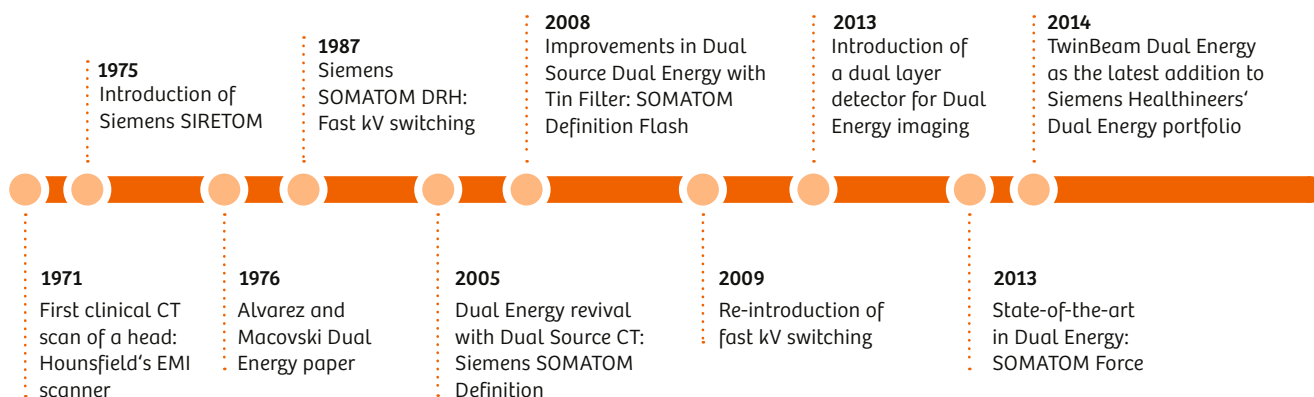 1975
Introduction of
Siemens SIRETOM
1987
Siemens
SOMATOM DRH:
Fast kV switching
2008
Improvements in Dual
Source Dual Energy with
Tin Filter: SOMATOM
Definition Flash
2013
Introduction of
a dual layer
detector for Dual
Energy imaging
2014
TwinBeam Dual Energy
as the latest addition to
Siemens Healthineers‘
Dual Energy portfolio
1971
First clinical CT
scan of a head:
Hounsfield‘s EMI
scanner
1976
Alvarez and
Macovski Dual
Energy paper
2005
Dual Energy revival
with Dual Source CT:
Siemens SOMATOM
Definition
2009
Re-introduction of
fast kV switching
2013
State-of-the-art
in Dual Energy:
SOMATOM Force